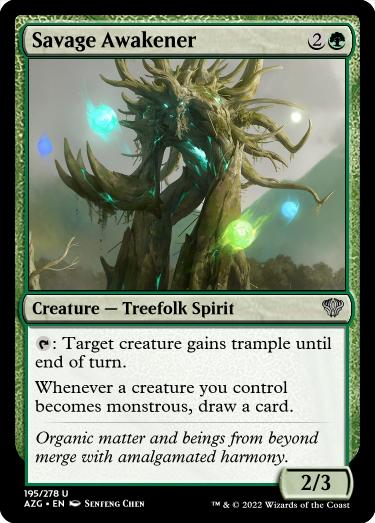 Savage Awakener 2
Creature — Treefolk Spirit
: Target creature gains trample until
end of turn.
Whenever a creature you control
becomes monstrous, draw a card.
Organic matter and beings from beyond
merge with amalgamated harmony.
2/3
195/278 U
AZG • EN Senfeng Chen
™ & © 2022 Wizards of the Coast